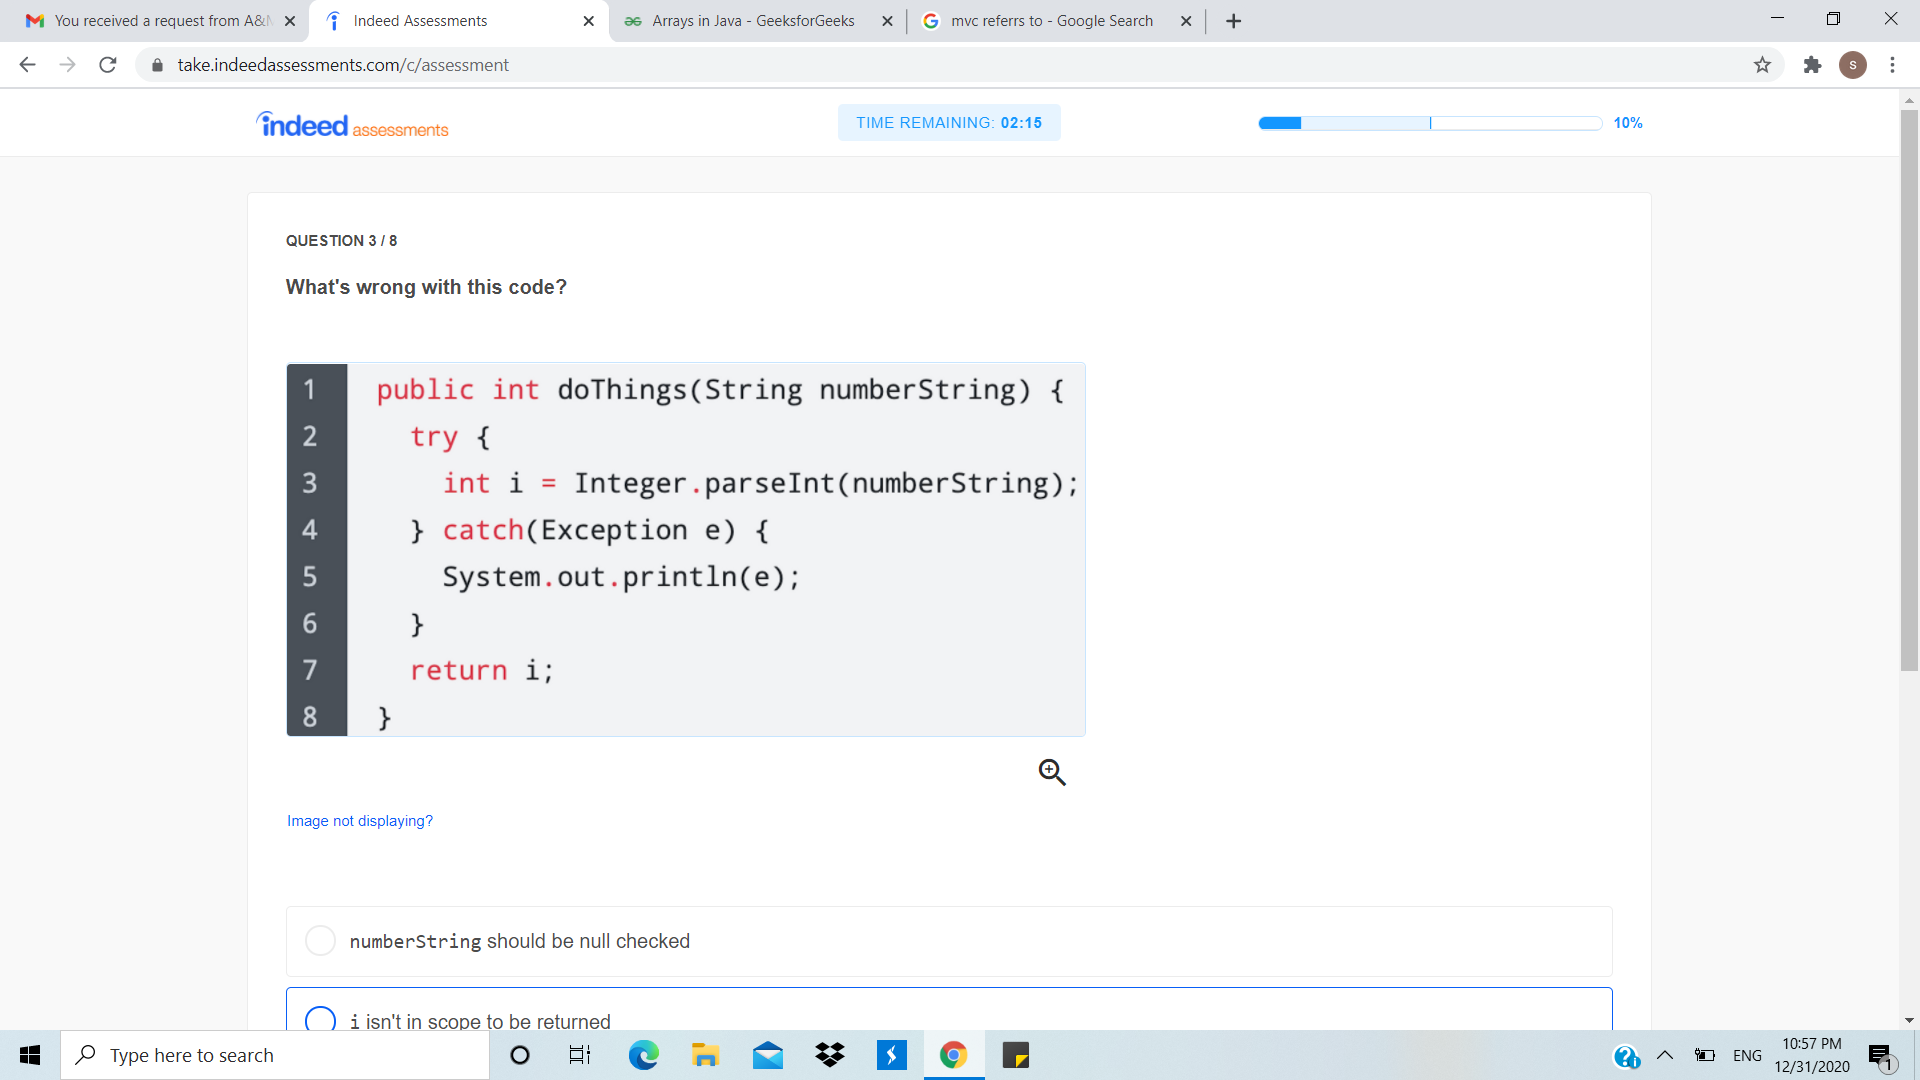 You received a request from A&
Indeed Assessments
Arrays in Java - GeeksforGeeks
mvc referrs to - Google Search
take.indeedassessments.com/c/assessment
S
indeed assessments
TIME REMAINING: 02:15
10%
QUESTION 3 / 8
What's wrong with this code?
1 public int doThings(String numberString) {
2 try {
3 int i = Integer.parseInt(numberString);
4 } catch(Exception e) {
5 System.out.println(e);
6 }
7 return i;
8 }
Image not displaying?
numberString should be null checked
i isn't in scope to be returned
Type here to search
ENG
10:57 PM
12/31/2020
1